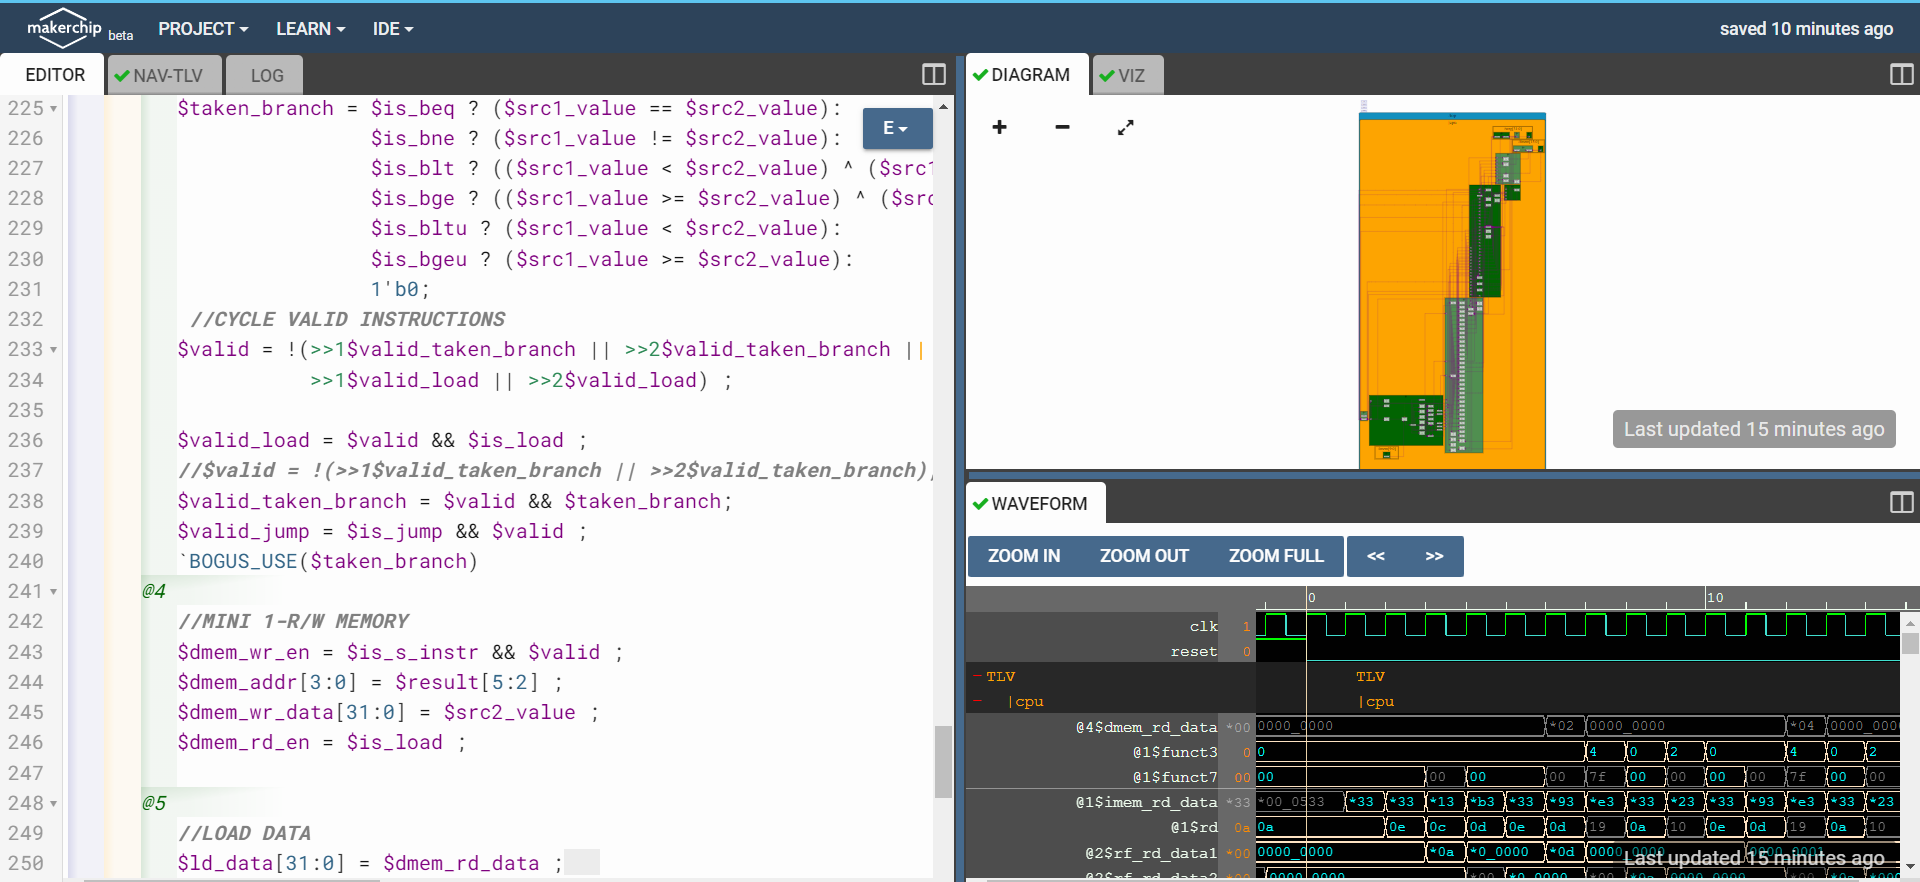 makerchip beta PROJECT LEARN IDE saved 10 minutes ago
EDITOR NAV-TLV LOG
225 $taken_branch = $is_beq ? ($src1_value == $src2_value):
226 $is_bne ? ($src1_value != $src2_value):
227 $is_blt ? (($src1_value < $src2_value) ^ ($src1
228 $is_bge ? (($src1_value >= $src2_value) ^ ($src
229 $is_bltu ? ($src1_value < $src2_value):
230 $is_bgeu ? ($src1_value >= $src2_value):
231 1'b0;
232 //CYCLE VALID INSTRUCTIONS
233 $valid = !(>>1$valid_taken_branch || >>2$valid_taken_branch ||
234 >>1$valid_load || >>2$valid_load) ;
235
236 $valid_load = $valid && $is_load ;
237 //$valid = !(>>1$valid_taken_branch || >>2$valid_taken_branch)
238 $valid_taken_branch = $valid && $taken_branch;
239 $valid_jump = $is_jump && $valid ;
240 `BOGUS_USE($taken_branch)
241 @4
242 //MINI 1-R/W MEMORY
243 $dmem_wr_en = $is_s_instr && $valid ;
244 $dmem_addr[3:0] = $result[5:2] ;
245 $dmem_wr_data[31:0] = $src2_value ;
246 $dmem_rd_en = $is_load ;
247
248 @5
249 //LOAD DATA
250 $ld_data[31:0] = $dmem_rd_data ;
E
DIAGRAM VIZ
Last updated 15 minutes ago
WAVEFORM
ZOOM IN ZOOM OUT ZOOM FULL << >>
0 10
clk 1
reset 0
TLV TLV
|cpu |cpu
@4$dmem_rd_data *00 0000_0000 *02 0000_0000 *04 0000_000
@1$funct3 0 0 4 0 2 0 4 0 2
@1$funct7 00 00 00 00 00 7f 00 00 00 00 7f 00 00
@1$imem_rd_data *33 *00_0533 *33 *33 *13 *b3 *33 *93 *e3 *33 *23 *33 *93 *e3 *33 *23
@1$rd 0a 0a 0e 0c 0d 0e 0d 19 0a 10 0e 0d 19 0a 10
@2$rf_rd_data1 *00 0000_0000 *0a *0_0000 *0d
Last updated 15 minutes ago